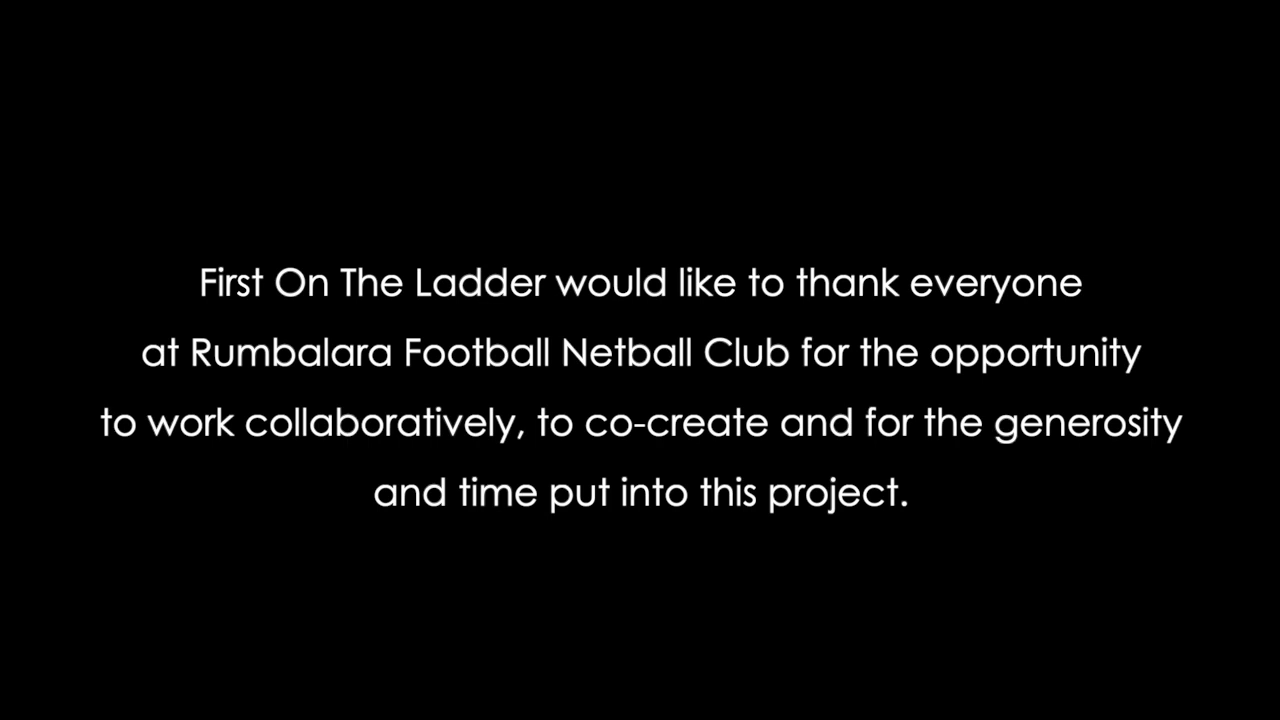 First On The Ladder would like to thank everyone
at Rumbalara Football Netball Club for the opportunity
to work collaboratively, to co-create and for the generosity
and time put into this project.